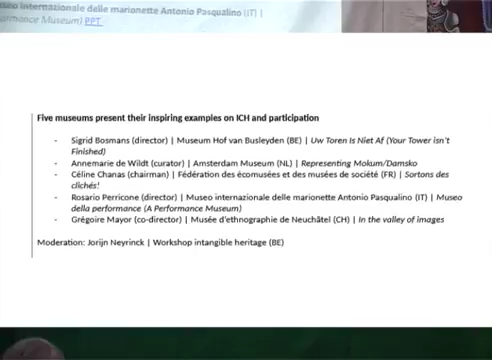 seo internazionale delle marionette Antonio Pasqualino (IT) |
ormance Museum) PPT
Five museums present their inspiring examples on ICH and participation
- Sigrid Bosmans (director) | Museum Hof van Busleyden (BE) | Uw Toren Is Niet Af (Your Tower isn't
Finished)
- Annemarie de Wildt (curator) | Amsterdam Museum (NL) | Representing Mokum/Damsko
- Céline Chanas (chairman) | Fédération des écomusées et des musées de société (FR) | Sortons des
clichés!
- Rosario Perricone (director) | Museo internazionale delle marionette Antonio Pasqualino (IT) | Museo
della performance (A Performance Museum)
- Grégoire Mayor (co-director) | Musée d'ethnographie de Neuchâtel (CH) | In the valley of images
Moderation: Jorijn Neyrinck | Workshop intangible heritage (BE)